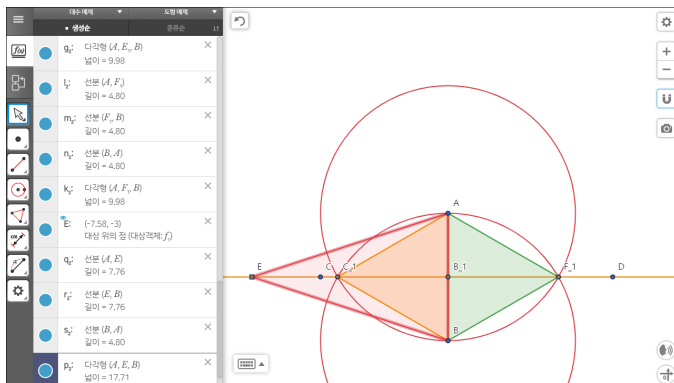 대수 예제 ▼ 도형 예제 ▼
▪ 생성순 종류순
f(x)
g₂: 다각형 (A, E₁, B)
넓이 = 9.98
l₂: 선분 (A, F₁)
길이 = 4.80
m₂: 선분 (F₁, B)
길이 = 4.80
n₂: 선분 (B, A)
길이 = 4.80
k₂: 다각형 (A, F₁, B)
넓이 = 9.98
E: (-7.58, -3)
대상 위의 점 (대상객체: f₁)
q₂: 선분 (A, E)
길이 = 7.76
r₂: 선분 (E, B)
길이 = 7.76
s₂: 선분 (B, A)
길이 = 4.80
p₂: 다각형 (A, E, B)
넓이 = 17.71
A
E C C_1 B_1 F_1 D
B